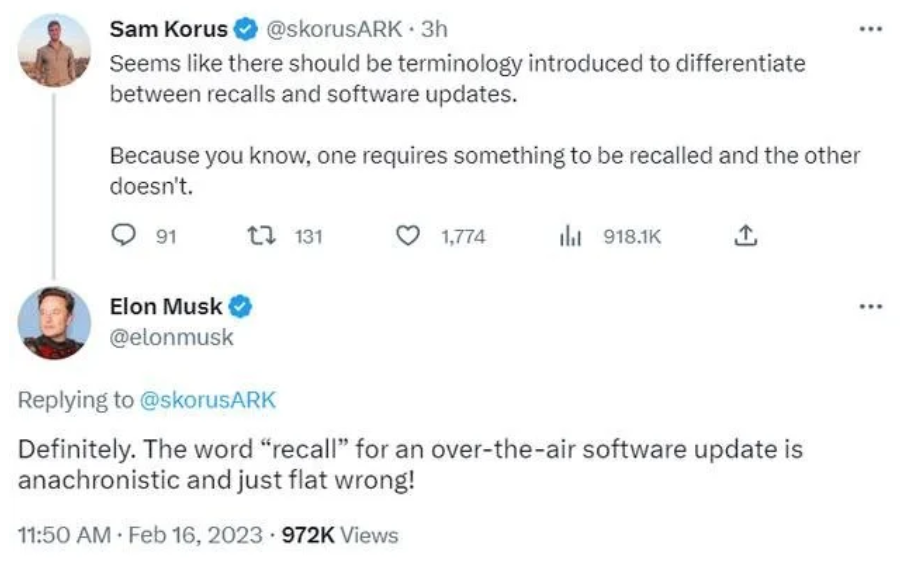 Sam Korus @skorusARK · 3h
Seems like there should be terminology introduced to differentiate
between recalls and software updates.
Because you know, one requires something to be recalled and the other
doesn't.
91 131 1,774 918.1K
Elon Musk
@elonmusk
Replying to @skorusARK
Definitely. The word “recall” for an over-the-air software update is
anachronistic and just flat wrong!
11:50 AM · Feb 16, 2023 · 972K Views